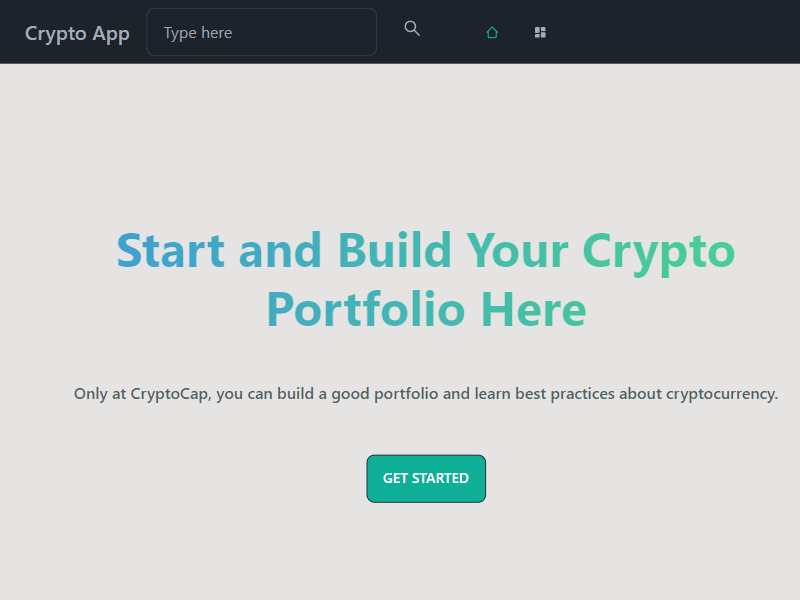 Crypto App
Type here
Start and Build Your Crypto
Portfolio Here
Only at CryptoCap, you can build a good portfolio and learn best practices about cryptocurrency.
GET STARTED